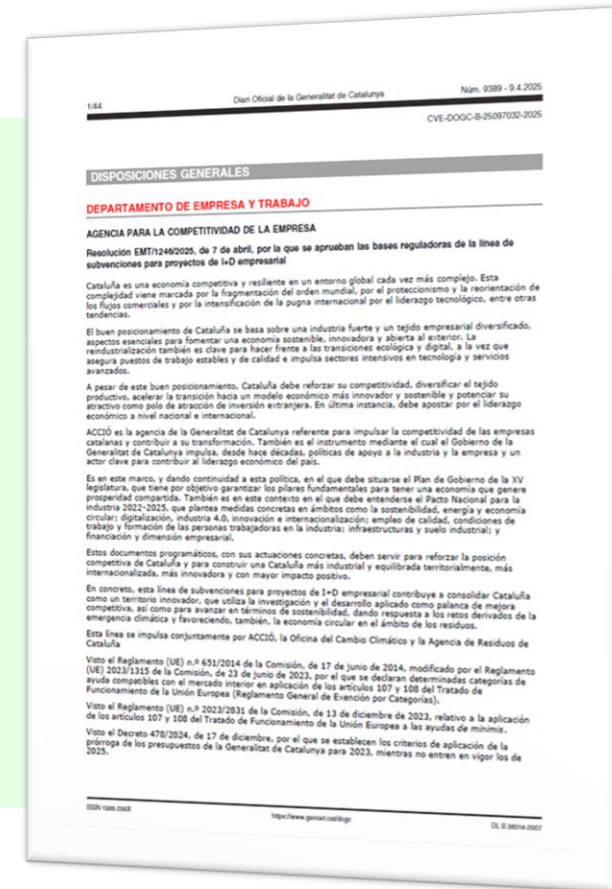 1/44
Diari Oficial de la Generalitat de Catalunya
Núm. 9389 - 9.4.2025
CVE-DOGC-B-25097032-2025
DISPOSICIONES GENERALES
DEPARTAMENTO DE EMPRESA Y TRABAJO
AGENCIA PARA LA COMPETITIVIDAD DE LA EMPRESA
Resolución EMT/1246/2025, de 7 de abril, por la que se aprueban las bases reguladoras de la línea de
subvenciones para proyectos de I+D empresarial
Cataluña es una economía competitiva y resiliente en un entorno global cada vez más complejo. Esta
complejidad viene marcada por la fragmentación del orden mundial, por el proteccionismo y la reorientación de
los flujos comerciales y por la intensificación de la pugna internacional por el liderazgo tecnológico, entre otras
tendencias.
El buen posicionamiento de Cataluña se basa sobre una industria fuerte y un tejido empresarial diversificado,
aspectos esenciales para fomentar una economía sostenible, innovadora y abierta al exterior. La
reindustrialización también es clave para hacer frente a las transiciones ecológica y digital, a la vez que
asegura puestos de trabajo estables y de calidad e impulsa sectores intensivos en tecnología y servicios
avanzados.
A pesar de este buen posicionamiento, Cataluña debe reforzar su competitividad, diversificar el tejido
productivo, acelerar la transición hacia un modelo económico más innovador y sostenible y potenciar su
atractivo como polo de atracción de inversión extranjera. En última instancia, debe apostar por el liderazgo
económico a nivel nacional e internacional.
ACCIÓ es la agencia de la Generalitat de Catalunya referente para impulsar la competitividad de las empresas
catalanas y contribuir a su transformación. También es el instrumento mediante el cual el Gobierno de la
Generalitat de Catalunya impulsa, desde hace décadas, políticas de apoyo a la industria y la empresa y un
actor clave para contribuir al liderazgo económico del país.
Es en este marco, y dando continuidad a esta política, en el que debe situarse el Plan de Gobierno de la XV
legislatura, que tiene por objetivo garantizar los pilares fundamentales para tener una economía que genere
prosperidad compartida. También es en este contexto en el que debe entenderse el Pacto Nacional para la
industria 2022-2025, que plantea medidas concretas en ámbitos como la sostenibilidad, energía y economía
circular; digitalización, industria 4.0, innovación e internacionalización; empleo de calidad, condiciones de
trabajo y formación de las personas trabajadoras en la industria; infraestructuras y suelo industrial; y
financiación y dimensión empresarial.
Estos documentos programáticos, con sus actuaciones concretas, deben servir para reforzar la posición
competitiva de Cataluña y para construir una Cataluña más industrial y equilibrada territorialmente, más
internacionalizada, más innovadora y con mayor impacto positivo.
En concreto, esta línea de subvenciones para proyectos de I+D empresarial contribuye a consolidar Cataluña
como un territorio innovador, que utiliza la investigación y el desarrollo aplicado como palanca de mejora
competitiva, así como para avanzar en términos de sostenibilidad, dando respuesta a los retos derivados de la
emergencia climática y favoreciendo, también, la economía circular en el ámbito de los residuos.
Esta línea se impulsa conjuntamente por ACCIÓ, la Oficina del Cambio Climático y la Agencia de Residuos de
Cataluña
Visto el Reglamento (UE) n.º 651/2014 de la Comisión, de 17 de junio de 2014, modificado por el Reglamento
(UE) 2023/1315 de la Comisión, de 23 de junio de 2023, por el que se declaran determinadas categorías de
ayuda compatibles con el mercado interior en aplicación de los artículos 107 y 108 del Tratado de
Funcionamiento de la Unión Europea (Reglamento General de Exención por Categorías).
Visto el Reglamento (UE) n.º 2023/2831 de la Comisión, de 13 de diciembre de 2023, relativo a la aplicación
de los artículos 107 y 108 del Tratado de Funcionamiento de la Unión Europea a las ayudas de minimis.
Visto el Decreto 478/2024, de 17 de diciembre, por el que se establecen los criterios de aplicación de la
prórroga de los presupuestos de la Generalitat de Catalunya para 2023, mientras no entren en vigor los de
2025.
ISSN 1988-298X
https://www.gencat.cat/dogc
DL B 38014-2007